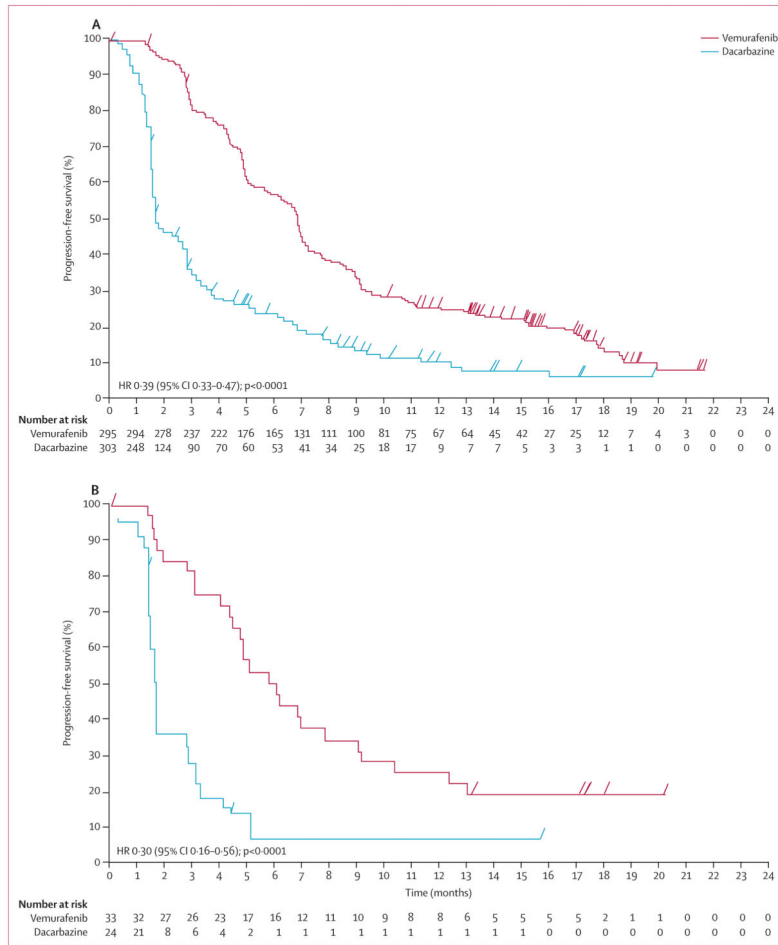 A
Vemurafenib
Dacarbazine
100
90
80
70
60
50
40
30
20
10
0
Progression-free survival (%)
HR 0·39 (95% CI 0·33–0·47); p<0·0001
0 1 2 3 4 5 6 7 8 9 10 11 12 13 14 15 16 17 18 19 20 21 22 23 24
Number at risk
Vemurafenib 295 294 278 237 222 176 165 131 111 100 81 75 67 64 45 42 27 25 12 7 4 3 0 0 0
Dacarbazine 303 248 124 90 70 60 53 41 34 25 18 17 9 7 7 5 3 3 1 1 0 0 0 0 0
B
100
90
80
70
60
50
40
30
20
10
0
Progression-free survival (%)
HR 0·30 (95% CI 0·16–0·56); p<0·0001
0 1 2 3 4 5 6 7 8 9 10 11 12 13 14 15 16 17 18 19 20 21 22 23 24
Time (months)
Number at risk
Vemurafenib 33 32 27 26 23 17 16 12 11 10 9 8 8 6 5 5 5 5 2 1 1 0 0 0 0
Dacarbazine 24 21 8 6 4 2 1 1 1 1 1 1 1 1 1 1 0 0 0 0 0 0 0 0 0